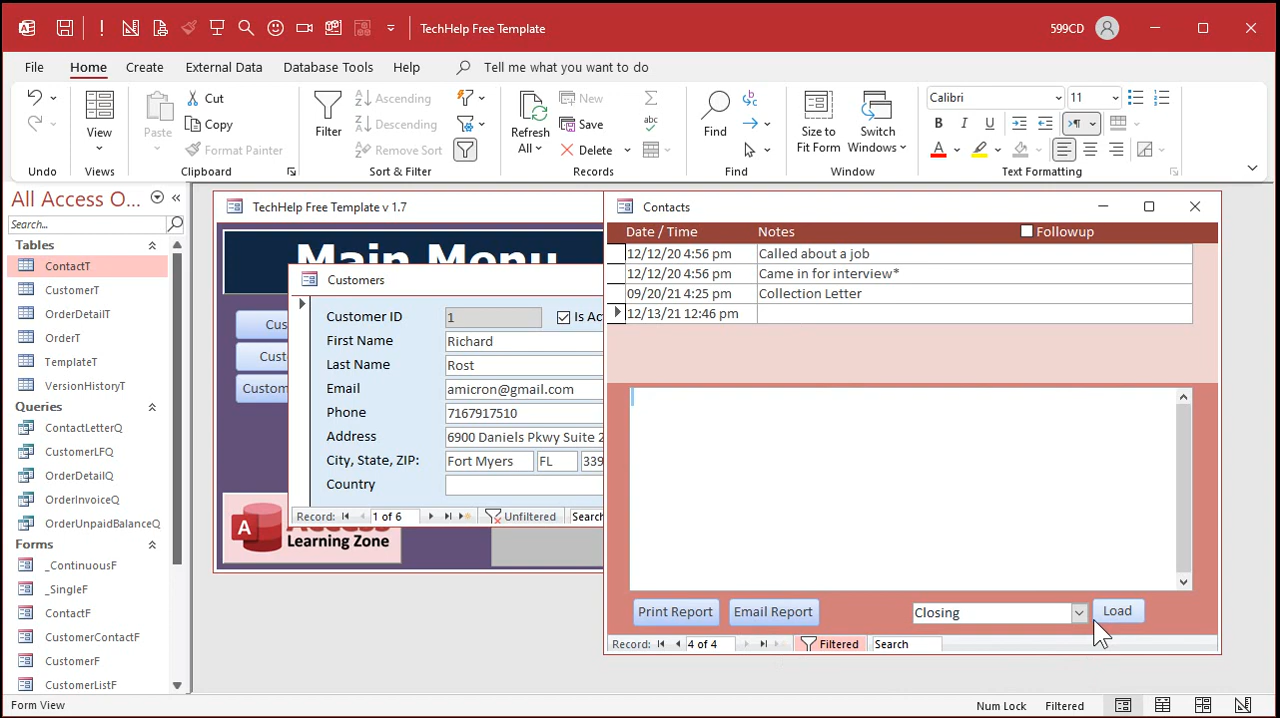 TechHelp Free Template
599CD
File Home Create External Data Database Tools Help Tell me what you want to do
Undo
View
Views
Paste
Cut
Copy
Format Painter
Clipboard
Filter
Ascending
Descending
Remove Sort
Sort & Filter
Refresh
All
New
Save
Delete
Records
Find
Find
Size to
Fit Form
Switch
Windows
Window
Calibri 11
B I U
A
Text Formatting
All Access O...
Search...
Tables
ContactT
CustomerT
OrderDetailT
OrderT
TemplateT
VersionHistoryT
Queries
ContactLetterQ
CustomerLFQ
OrderDetailQ
OrderInvoiceQ
OrderUnpaidBalanceQ
Forms
_ContinuousF
_SingleF
ContactF
CustomerContactF
CustomerF
CustomerListF
TechHelp Free Template v 1.7
Main Menu
Cus
Cust
Custom
A
Access
Learning Zone
Customers
Customer ID 1 Is Ac
First Name Richard
Last Name Rost
Email amicron@gmail.com
Phone 7167917510
Address 6900 Daniels Pkwy Suite 2
City, State, ZIP: Fort Myers FL 339
Country
Record: 1 of 6 Unfiltered Search
Contacts
Date / Time Notes Followup
12/12/20 4:56 pm Called about a job
12/12/20 4:56 pm Came in for interview*
09/20/21 4:25 pm Collection Letter
12/13/21 12:46 pm
Print Report Email Report Closing Load
Record: 4 of 4 Filtered Search
Form View
Num Lock Filtered